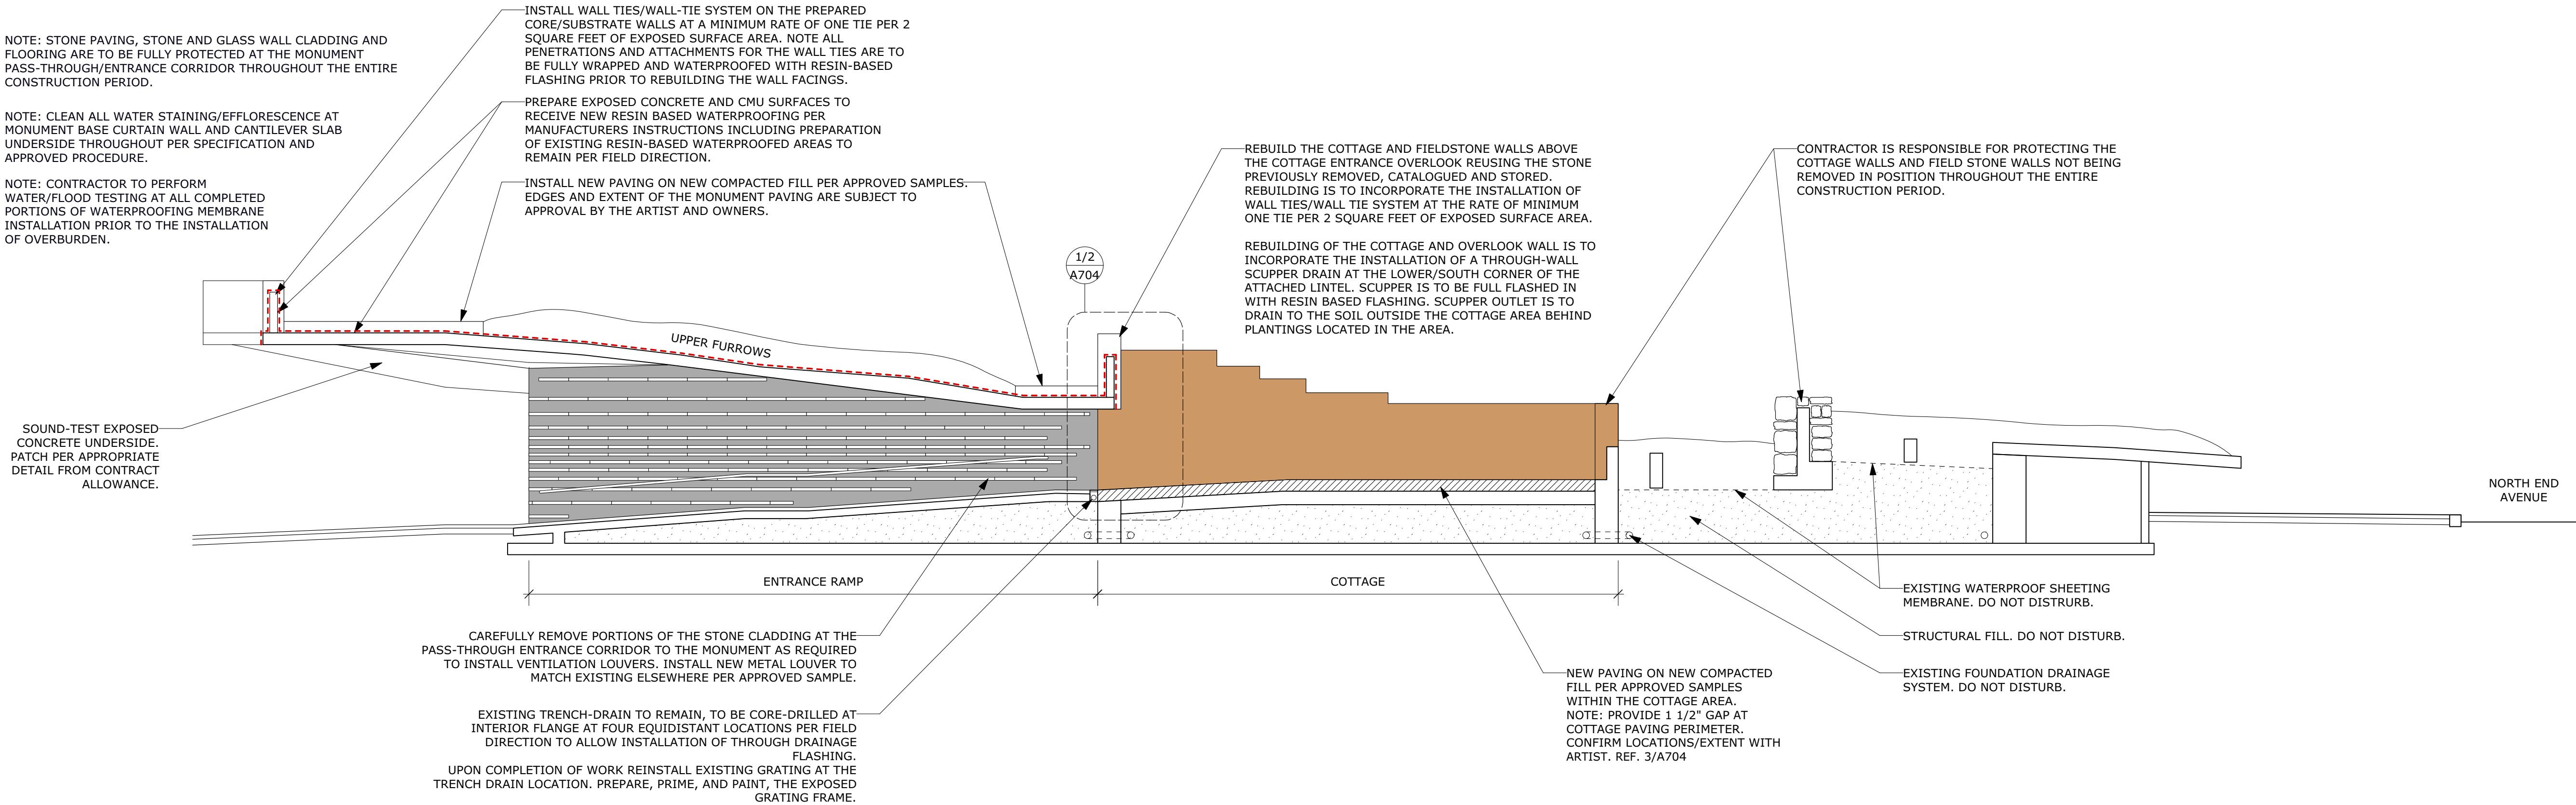 NOTE: STONE PAVING, STONE AND GLASS WALL CLADDING AND
FLOORING ARE TO BE FULLY PROTECTED AT THE MONUMENT
PASS-THROUGH/ENTRANCE CORRIDOR THROUGHOUT THE ENTIRE
CONSTRUCTION PERIOD.
NOTE: CLEAN ALL WATER STAINING/EFFLORESCENCE AT
MONUMENT BASE CURTAIN WALL AND CANTILEVER SLAB
UNDERSIDE THROUGHOUT PER SPECIFICATION AND
APPROVED PROCEDURE.
NOTE: CONTRACTOR TO PERFORM
WATER/FLOOD TESTING AT ALL COMPLETED
PORTIONS OF WATERPROOFING MEMBRANE
INSTALLATION PRIOR TO THE INSTALLATION
OF OVERBURDEN.
INSTALL WALL TIES/WALL-TIE SYSTEM ON THE PREPARED
CORE/SUBSTRATE WALLS AT A MINIMUM RATE OF ONE TIE PER 2
SQUARE FEET OF EXPOSED SURFACE AREA. NOTE ALL
PENETRATIONS AND ATTACHMENTS FOR THE WALL TIES ARE TO
BE FULLY WRAPPED AND WATERPROOFED WITH RESIN-BASED
FLASHING PRIOR TO REBUILDING THE WALL FACINGS.
PREPARE EXPOSED CONCRETE AND CMU SURFACES TO
RECEIVE NEW RESIN BASED WATERPROOFING PER
MANUFACTURERS INSTRUCTIONS INCLUDING PREPARATION
OF EXISTING RESIN-BASED WATERPROOFED AREAS TO
REMAIN PER FIELD DIRECTION.
INSTALL NEW PAVING ON NEW COMPACTED FILL PER APPROVED SAMPLES.
EDGES AND EXTENT OF THE MONUMENT PAVING ARE SUBJECT TO
APPROVAL BY THE ARTIST AND OWNERS.
1/2
A704
REBUILD THE COTTAGE AND FIELDSTONE WALLS ABOVE
THE COTTAGE ENTRANCE OVERLOOK REUSING THE STONE
PREVIOUSLY REMOVED, CATALOGUED AND STORED.
REBUILDING IS TO INCORPORATE THE INSTALLATION OF
WALL TIES/WALL TIE SYSTEM AT THE RATE OF MINIMUM
ONE TIE PER 2 SQUARE FEET OF EXPOSED SURFACE AREA.
REBUILDING OF THE COTTAGE AND OVERLOOK WALL IS TO
INCORPORATE THE INSTALLATION OF A THROUGH-WALL
SCUPPER DRAIN AT THE LOWER/SOUTH CORNER OF THE
ATTACHED LINTEL. SCUPPER IS TO BE FULL FLASHED IN
WITH RESIN BASED FLASHING. SCUPPER OUTLET IS TO
DRAIN TO THE SOIL OUTSIDE THE COTTAGE AREA BEHIND
PLANTINGS LOCATED IN THE AREA.
CONTRACTOR IS RESPONSIBLE FOR PROTECTING THE
COTTAGE WALLS AND FIELD STONE WALLS NOT BEING
REMOVED IN POSITION THROUGHOUT THE ENTIRE
CONSTRUCTION PERIOD.
UPPER FURROWS
SOUND-TEST EXPOSED
CONCRETE UNDERSIDE.
PATCH PER APPROPRIATE
DETAIL FROM CONTRACT
ALLOWANCE.
NORTH END
AVENUE
ENTRANCE RAMP
COTTAGE
CAREFULLY REMOVE PORTIONS OF THE STONE CLADDING AT THE
PASS-THROUGH ENTRANCE CORRIDOR TO THE MONUMENT AS REQUIRED
TO INSTALL VENTILATION LOUVERS. INSTALL NEW METAL LOUVER TO
MATCH EXISTING ELSEWHERE PER APPROVED SAMPLE.
EXISTING TRENCH-DRAIN TO REMAIN, TO BE CORE-DRILLED AT
INTERIOR FLANGE AT FOUR EQUIDISTANT LOCATIONS PER FIELD
DIRECTION TO ALLOW INSTALLATION OF THROUGH DRAINAGE
FLASHING.
UPON COMPLETION OF WORK REINSTALL EXISTING GRATING AT THE
TRENCH DRAIN LOCATION. PREPARE, PRIME, AND PAINT, THE EXPOSED
GRATING FRAME.
NEW PAVING ON NEW COMPACTED
FILL PER APPROVED SAMPLES
WITHIN THE COTTAGE AREA.
NOTE: PROVIDE 1 1/2" GAP AT
COTTAGE PAVING PERIMETER.
CONFIRM LOCATIONS/EXTENT WITH
ARTIST. REF. 3/A704
EXISTING WATERPROOF SHEETING
MEMBRANE. DO NOT DISTRURB.
STRUCTURAL FILL. DO NOT DISTURB.
EXISTING FOUNDATION DRAINAGE
SYSTEM. DO NOT DISTURB.